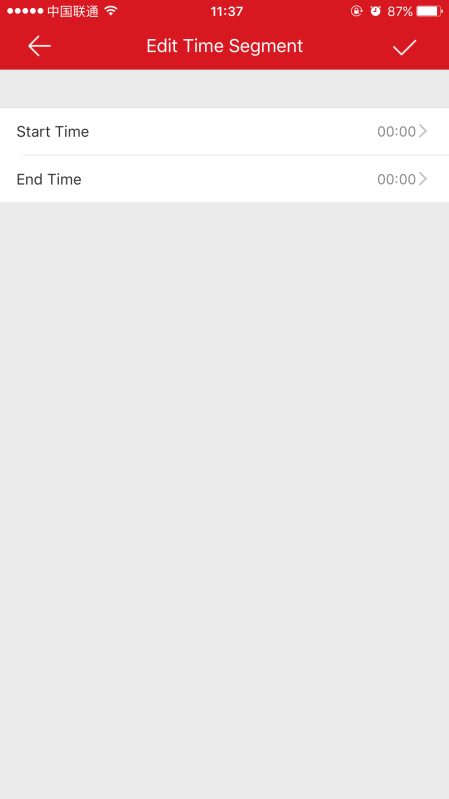 中国联通 11:37 87%
Edit Time Segment
Start Time 00:00
End Time 00:00